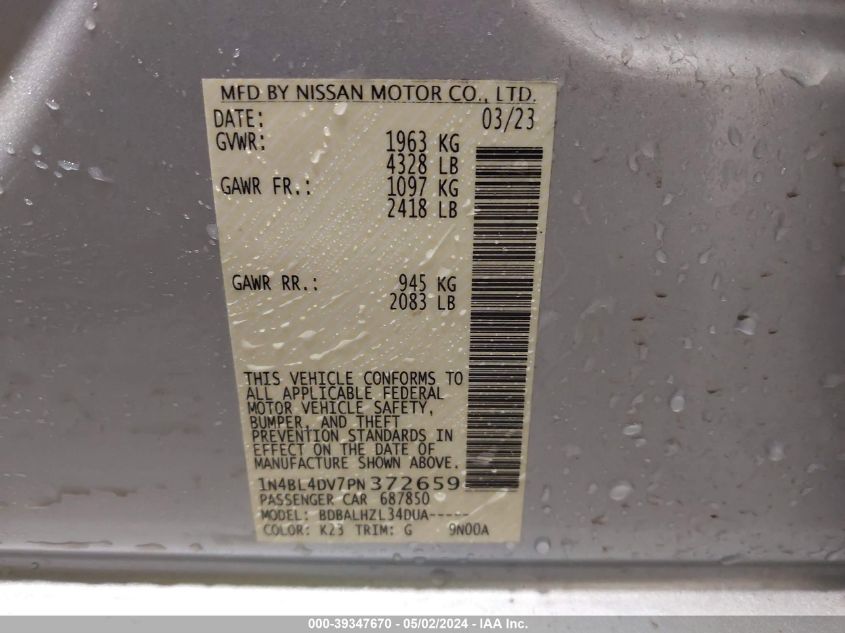 MFD BY NISSAN MOTOR CO., LTD.
DATE: 03/23
GVWR: 1963 KG
4328 LB
GAWR FR.: 1097 KG
2418 LB
GAWR RR.: 945 KG
2083 LB
THIS VEHICLE CONFORMS TO
ALL APPLICABLE FEDERAL
MOTOR VEHICLE SAFETY,
BUMPER, AND THEFT
PREVENTION STANDARDS IN
EFFECT ON THE DATE OF
MANUFACTURE SHOWN ABOVE.
1N4BL4DV7PN372659
PASSENGER CAR 687850
MODEL: BDBALHZL34DUA-----
COLOR: K23 TRIM: G 9N00A
000-39347670 - 05/02/2024 - IAA Inc.